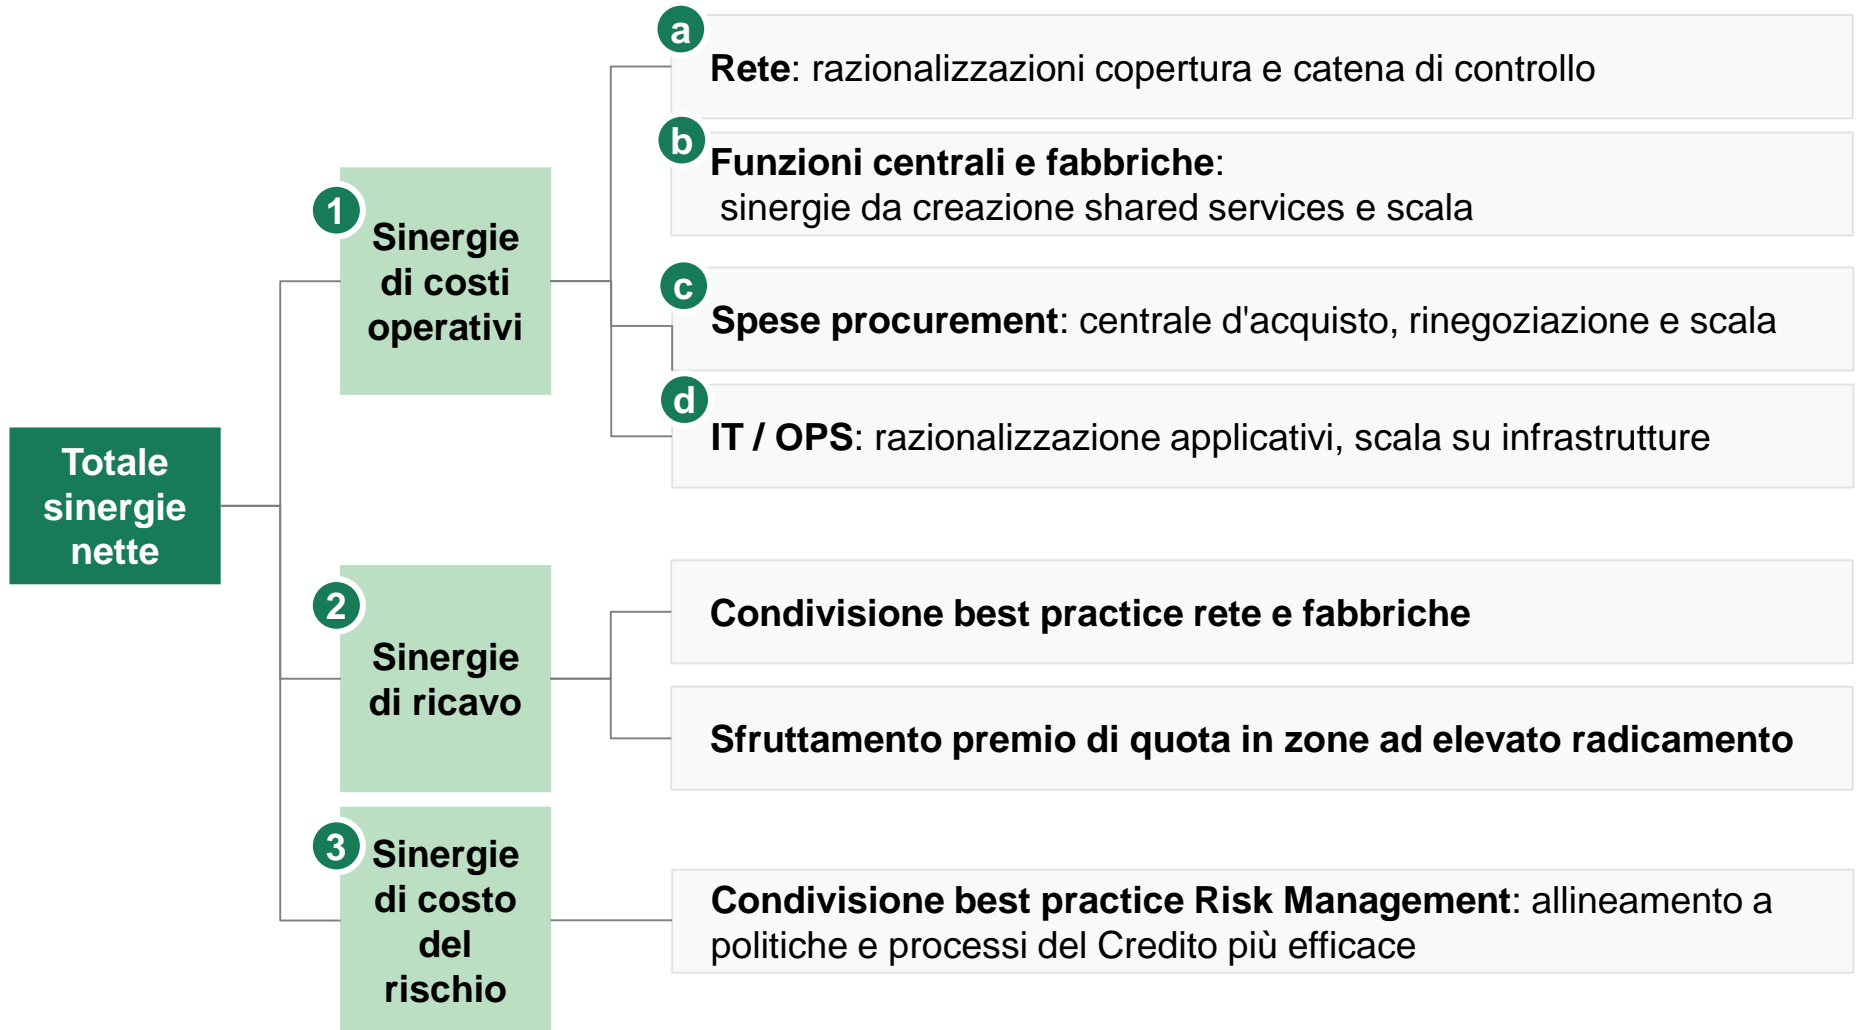 Totale
sinergie
nette
1
Sinergie
di costi
operativi
a
Rete: razionalizzazioni copertura e catena di controllo
b
Funzioni centrali e fabbriche:
sinergie da creazione shared services e scala
c
Spese procurement: centrale d'acquisto, rinegoziazione e scala
d
IT / OPS: razionalizzazione applicativi, scala su infrastrutture
2
Sinergie
di ricavo
Condivisione best practice rete e fabbriche
Sfruttamento premio di quota in zone ad elevato radicamento
3
Sinergie
di costo
del
rischio
Condivisione best practice Risk Management: allineamento a
politiche e processi del Credito più efficace